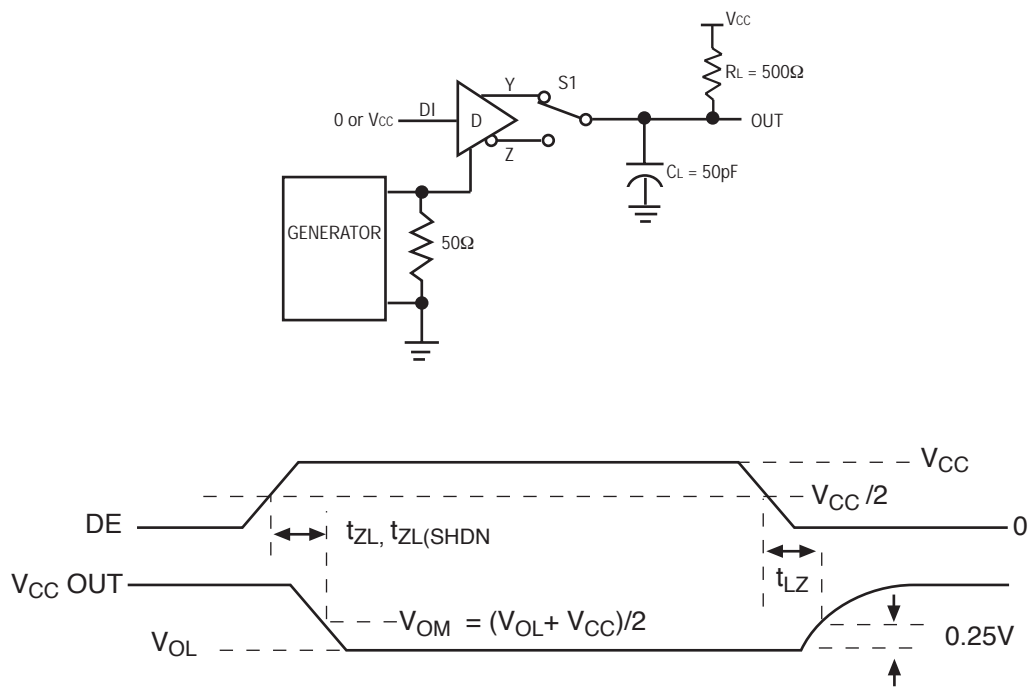 Vcc
RL = 500Ω
Y
S1
0 or Vcc
DI
D
OUT
Z
CL = 50pF
GENERATOR
50Ω
VCC
VCC /2
DE
tZL, tZL(SHDN
0
VCC OUT
tLZ
VOM = (VOL+ VCC)/2
VOL
0.25V